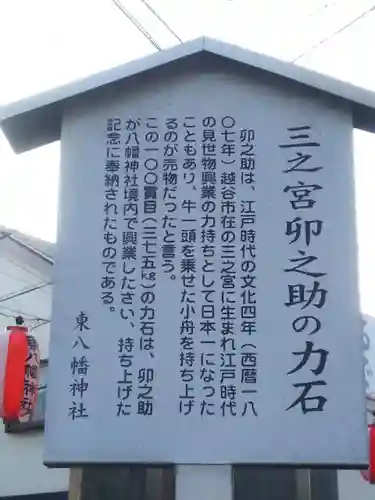 三之宮卯之助の力石
卯之助は、江戸時代の文化四年（西暦一八
〇七年）越谷市在の三之宮に生まれ江戸時代
の見世物興業の力持ちとして日本一になった
こともあり、牛一頭を乗せた小舟を持ち上げ
るのが売物だったと言う。
この一〇〇貫目（三七五㎏）の力石は、卯之助
が八幡神社境内で興業したさい、持ち上げた
記念に奉納されたものである。
東八幡神社
八幡神社